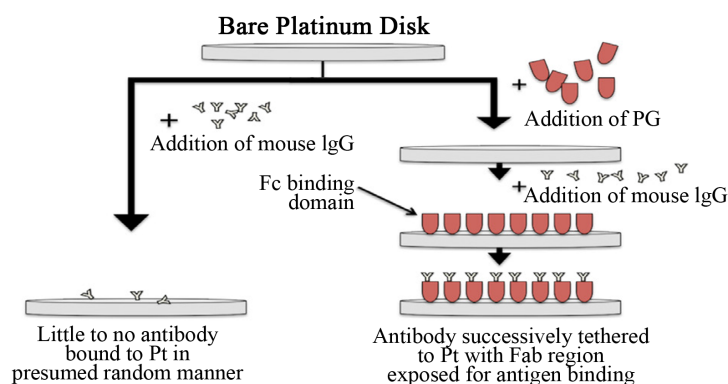 Bare Platinum Disk
+
Addition of PG
+
Addition of mouse lgG
+
Addition of mouse lgG
Fc binding
domain
Little to no antibody
bound to Pt in
presumed random manner
Antibody successively tethered
to Pt with Fab region
exposed for antigen binding